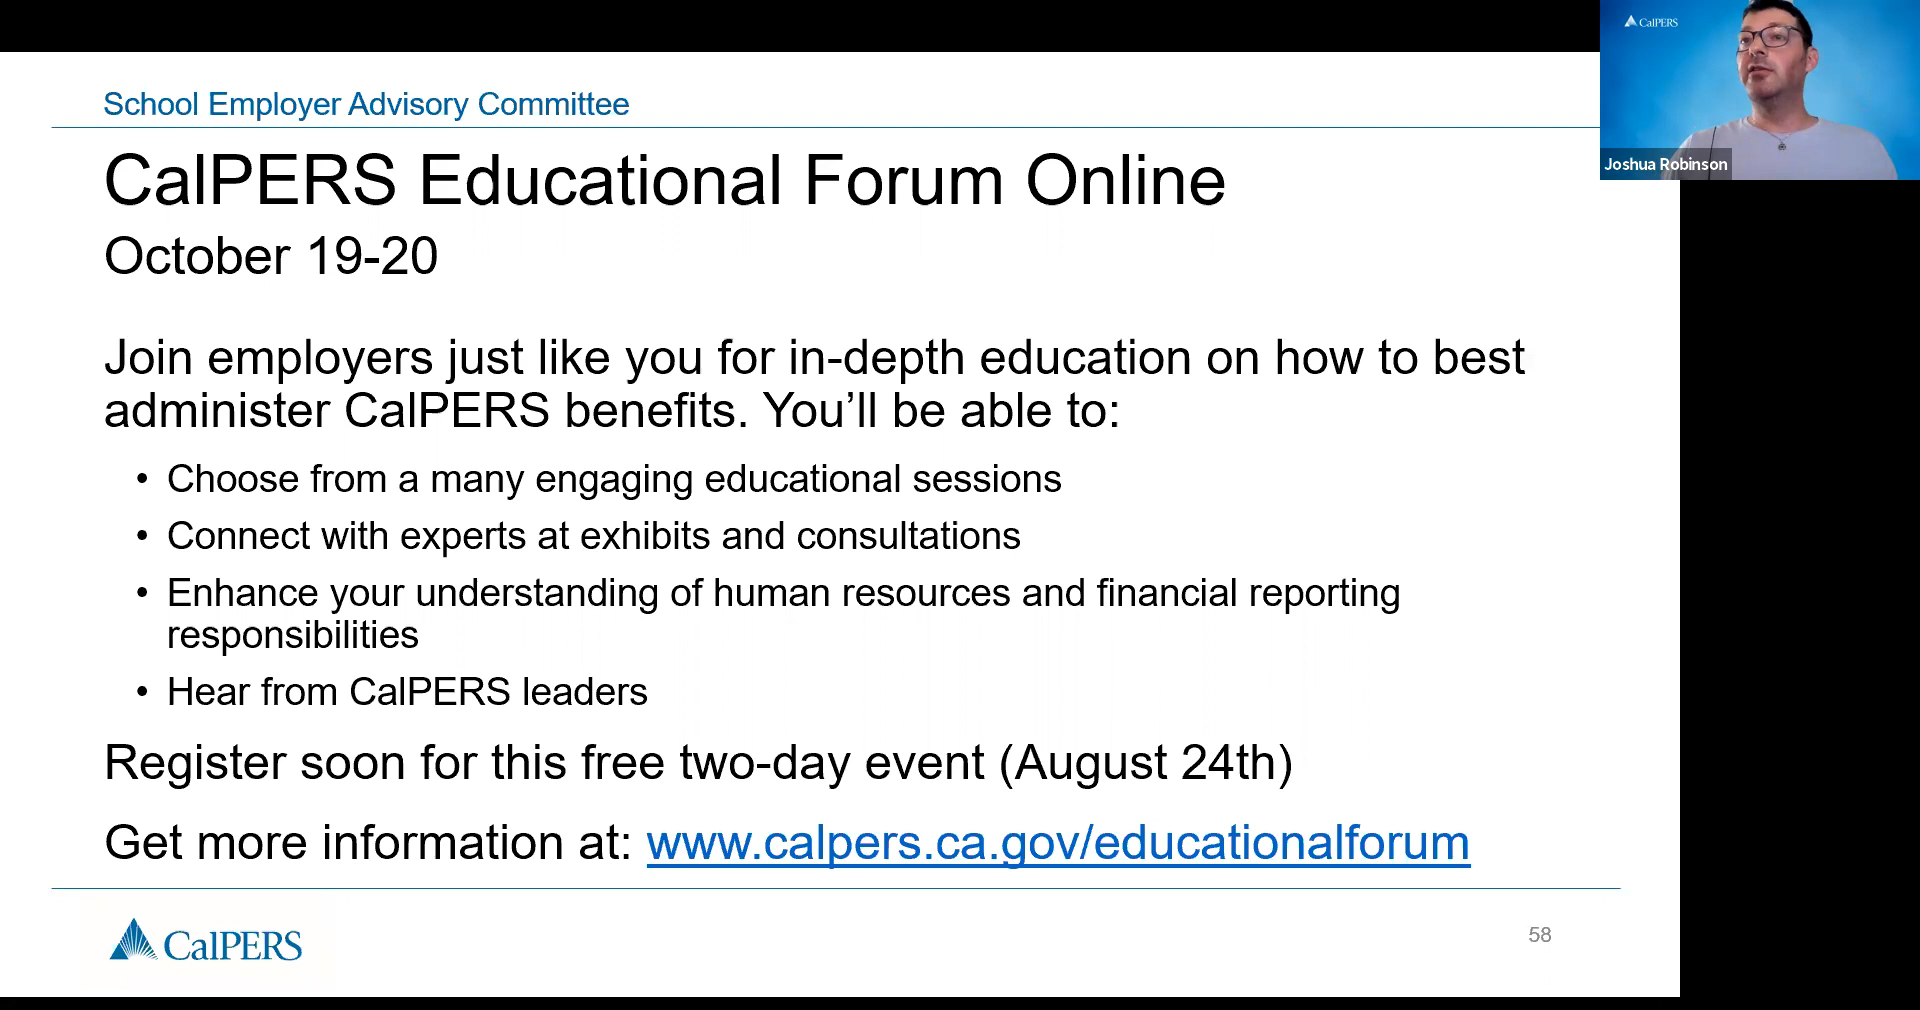 CalPERS
Joshua Robinson
School Employer Advisory Committee
CalPERS Educational Forum Online
October 19-20
Join employers just like you for in-depth education on how to best
administer CalPERS benefits. You’ll be able to:
• Choose from a many engaging educational sessions
• Connect with experts at exhibits and consultations
• Enhance your understanding of human resources and financial reporting
responsibilities
• Hear from CalPERS leaders
Register soon for this free two-day event (August 24th)
Get more information at: www.calpers.ca.gov/educationalforum
CalPERS
58